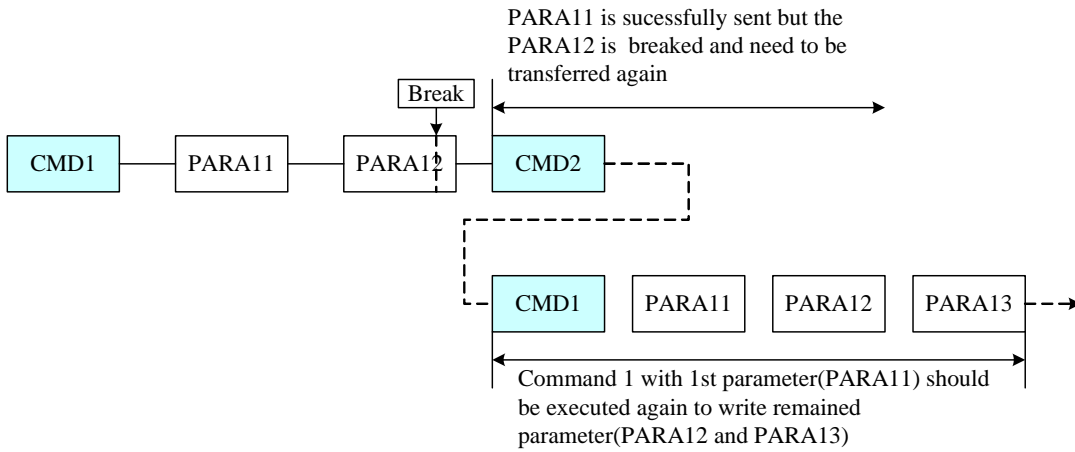 PARA11 is sucessfully sent but the
PARA12 is breaked and need to be
transferred again
Break
CMD1
PARA11
PARA12
CMD2
CMD1
PARA11
PARA12
PARA13
Command 1 with 1st parameter(PARA11) should
be executed again to write remained
parameter(PARA12 and PARA13)